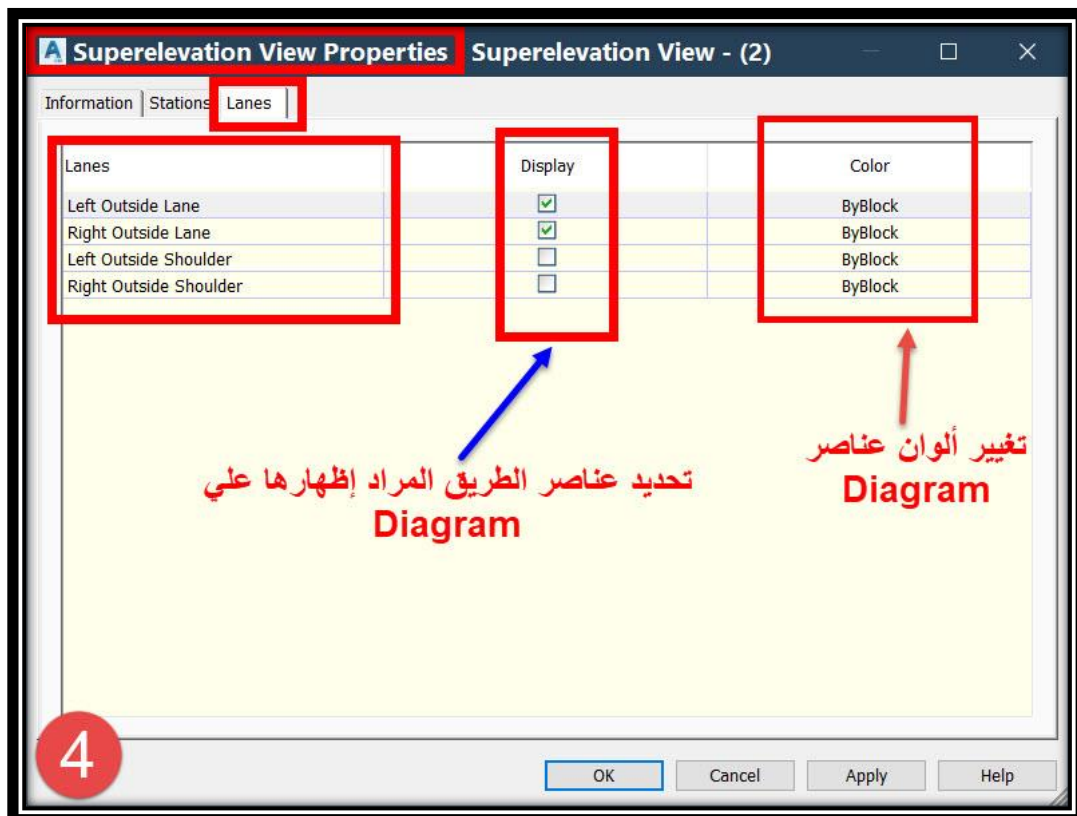 Superelevation View Properties Superelevation View - (2)
Information Stations Lanes
Lanes Display Color
Left Outside Lane ByBlock
Right Outside Lane ByBlock
Left Outside Shoulder ByBlock
Right Outside Shoulder ByBlock
تغيير ألوان عناصر
Diagram
تحديد عناصر الطريق المراد إظهارها علي
Diagram
4
OK Cancel Apply Help